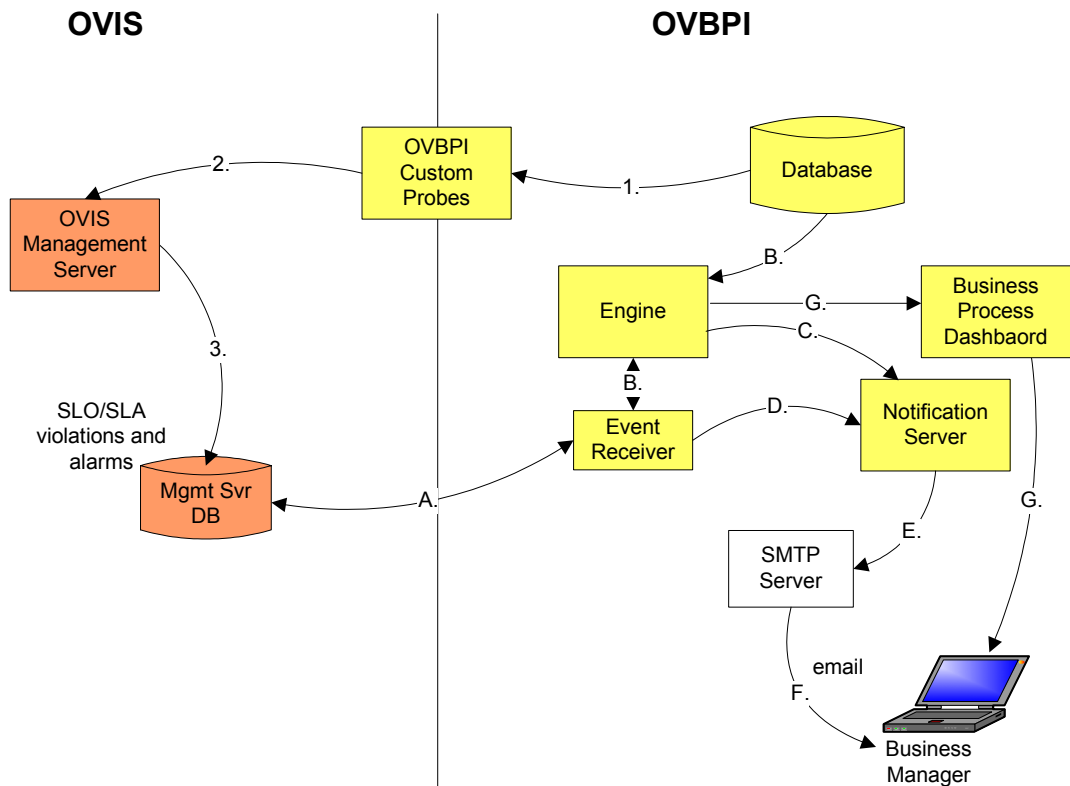 OVIS
OVBPI
OVBPI
Custom
Probes
Database
2.
1.
OVIS
Management
Server
B.
Engine
G.
Business
Process
Dashbaord
C.
3.
B.
SLO/SLA
violations and
alarms
Event
Receiver
D.
Notification
Server
Mgmt Svr
DB
A.
G.
E.
SMTP
Server
email
F.
Business
Manager